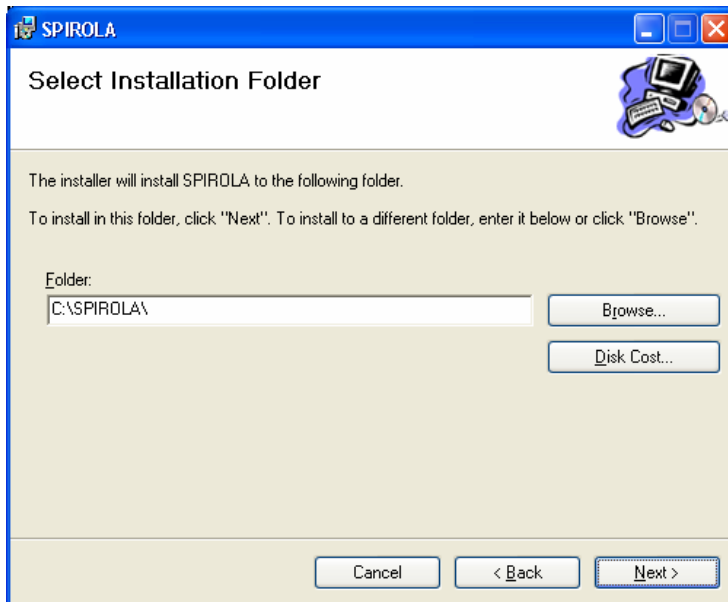 SPIROLA
Select Installation Folder
The installer will install SPIROLA to the following folder.
To install in this folder, click "Next". To install to a different folder, enter it below or click "Browse".
Folder:
C:\SPIROLA\
Browse...
Disk Cost...
Cancel
< Back
Next >